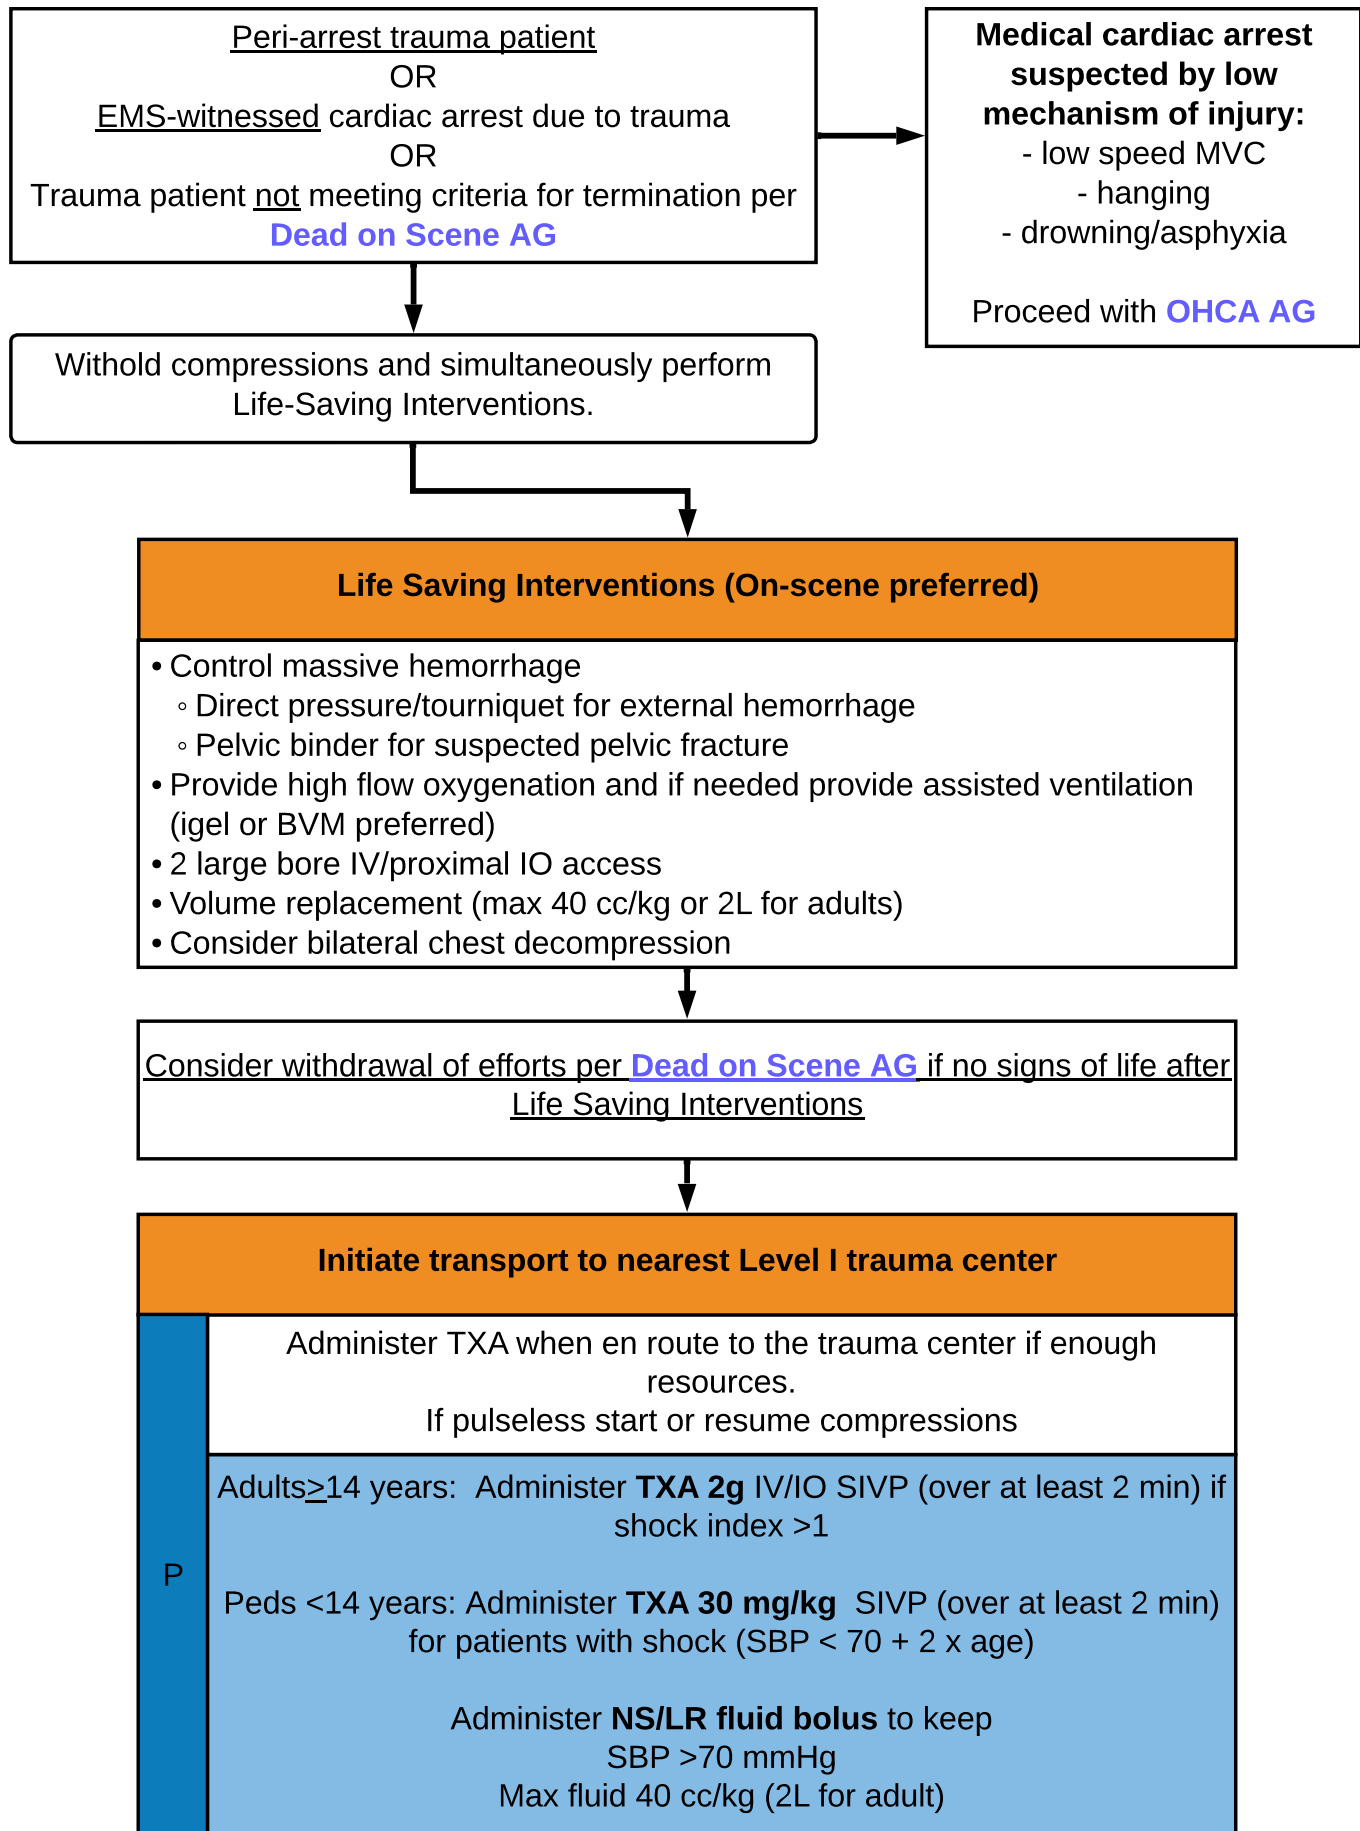 Peri-arrest trauma patient
OR
EMS-witnessed cardiac arrest due to trauma
OR
Trauma patient not meeting criteria for termination per
Dead on Scene AG
Medical cardiac arrest
suspected by low
mechanism of injury:
- low speed MVC
- hanging
- drowning/asphyxia
Proceed with OHCA AG
Withold compressions and simultaneously perform
Life-Saving Interventions.
Life Saving Interventions (On-scene preferred)
• Control massive hemorrhage
◦ Direct pressure/tourniquet for external hemorrhage
◦ Pelvic binder for suspected pelvic fracture
• Provide high flow oxygenation and if needed provide assisted ventilation
(igel or BVM preferred)
• 2 large bore IV/proximal IO access
• Volume replacement (max 40 cc/kg or 2L for adults)
• Consider bilateral chest decompression
Consider withdrawal of efforts per Dead on Scene AG if no signs of life after
Life Saving Interventions
Initiate transport to nearest Level I trauma center
P
Administer TXA when en route to the trauma center if enough
resources.
If pulseless start or resume compressions
Adults>14 years: Administer TXA 2g IV/IO SIVP (over at least 2 min) if
shock index >1
Peds <14 years: Administer TXA 30 mg/kg SIVP (over at least 2 min)
for patients with shock (SBP < 70 + 2 x age)
Administer NS/LR fluid bolus to keep
SBP >70 mmHg
Max fluid 40 cc/kg (2L for adult)